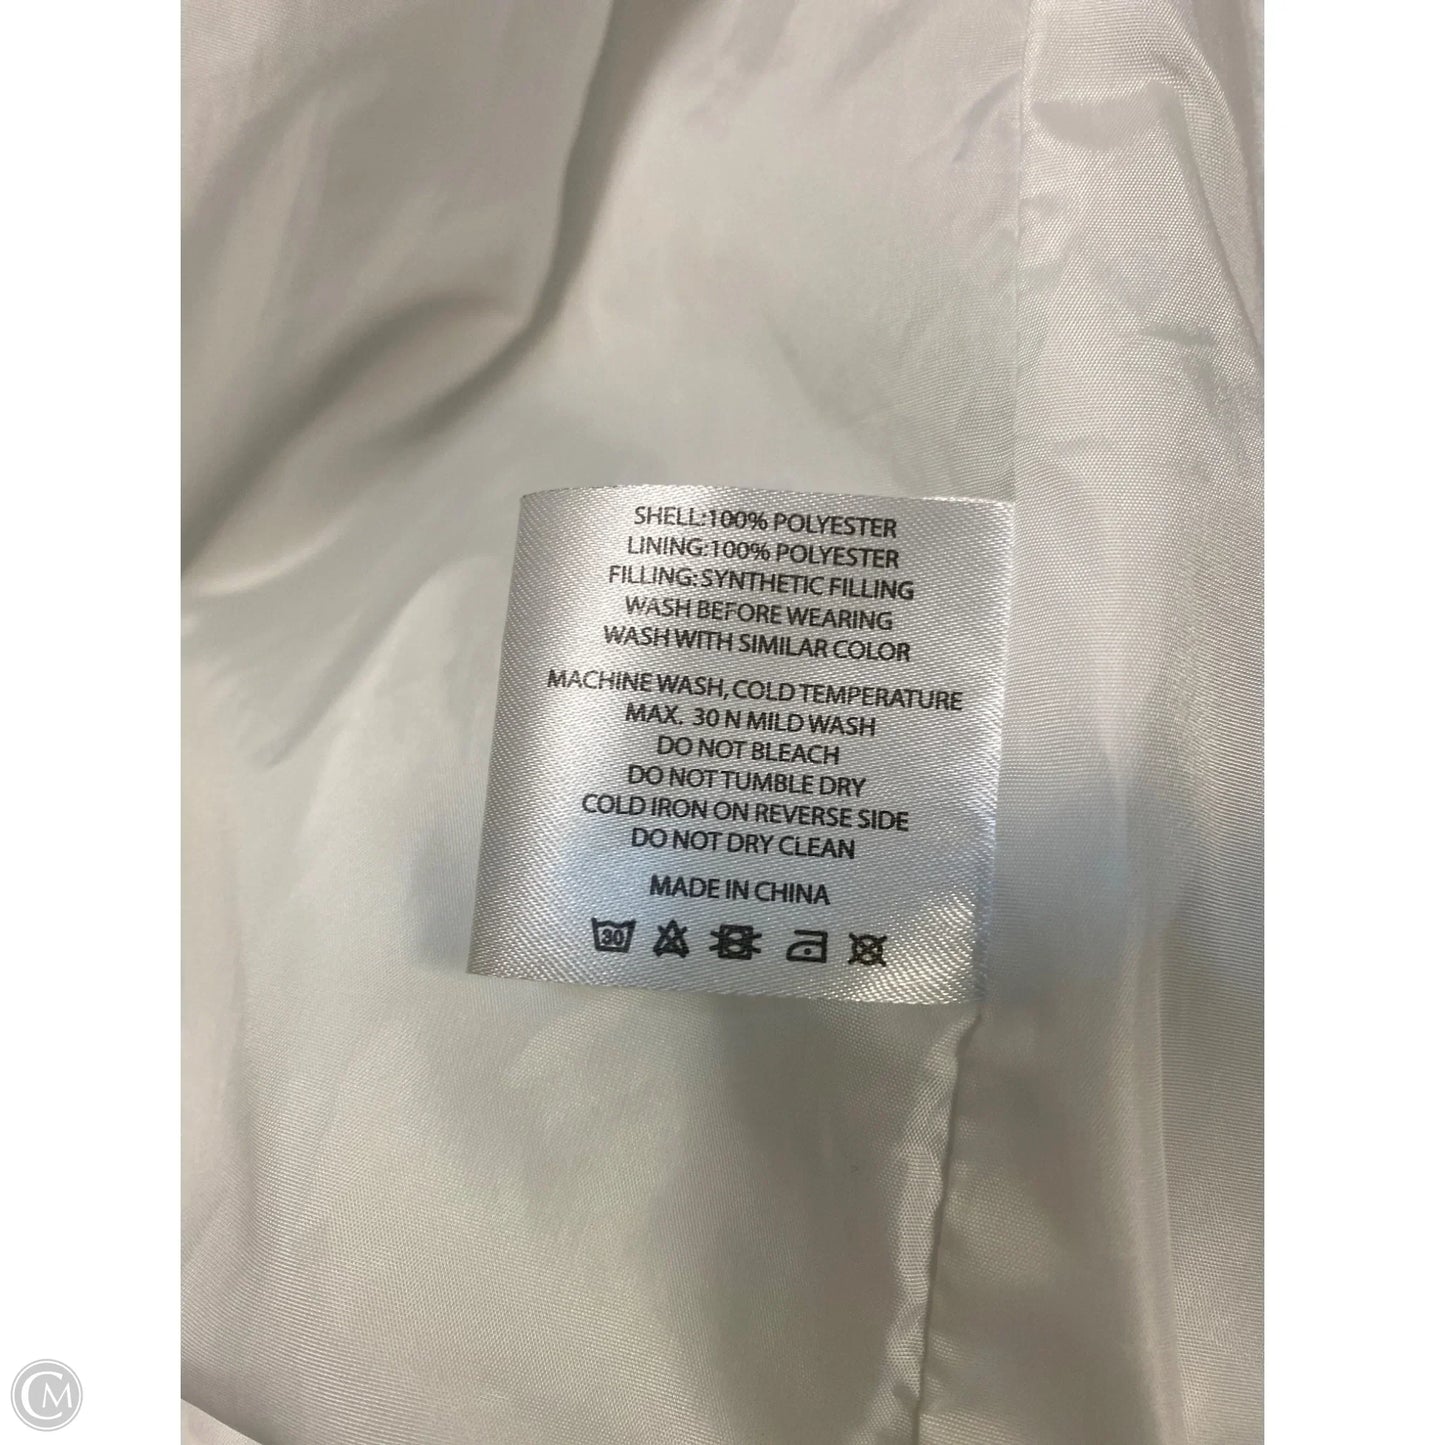 SHELL:100% POLYESTER
LINING:100% POLYESTER
FILLING:SYNTHETIC FILLING
WASH BEFORE WEARING
WASH WITH SIMILAR COLOR
MACHINE WASH, COLD TEMPERATURE
MAX. 30 N MILD WASH
DO NOT BLEACH
DO NOT TUMBLE DRY
COLD IRON ON REVERSE SIDE
DO NOT DRY CLEAN
MADE IN CHINA
30
CM